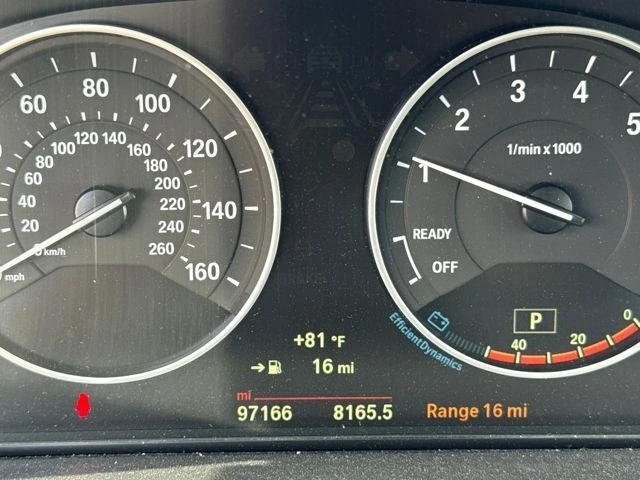 60 80 100 120 140 160
20 40 60 80 100 120 140 160 180 200 220 240 260
km/h
mph
1 2 3 4 5
1/min x 1000
READY
OFF
P
40 20 0
EfficientDynamics
+81 °F
16 mi
mi
97166 8165.5
Range 16 mi